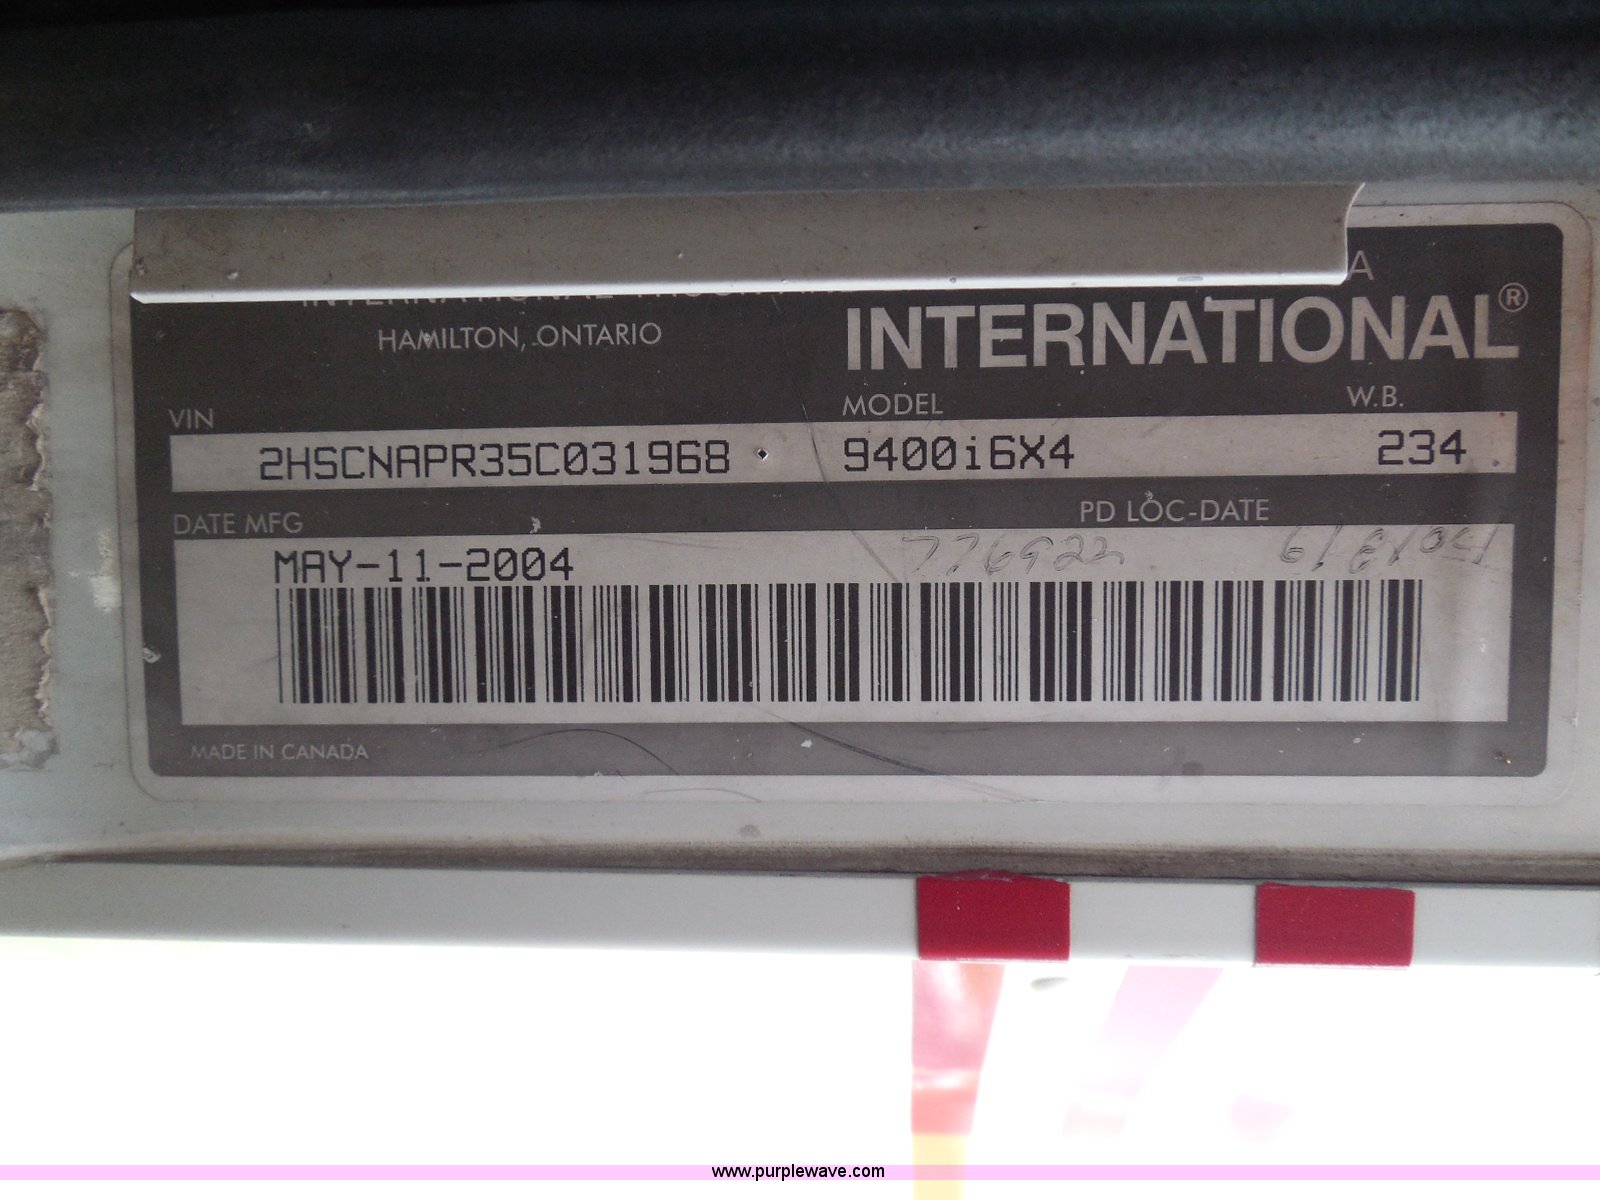 A
HAMILTON, ONTARIO
INTERNATIONAL®
VIN
MODEL
W.B.
2HSCNAPR35C031968
9400i6X4
234
DATE MFG
PD LOC-DATE
MAY-11-2004
776922
MADE IN CANADA
www.purplewave.com